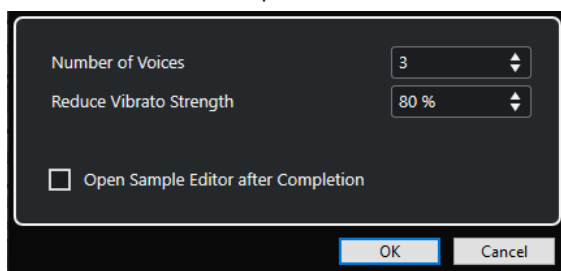 Number of Voices 3
Reduce Vibrato Strength 80 %
Open Sample Editor after Completion
OK Cancel